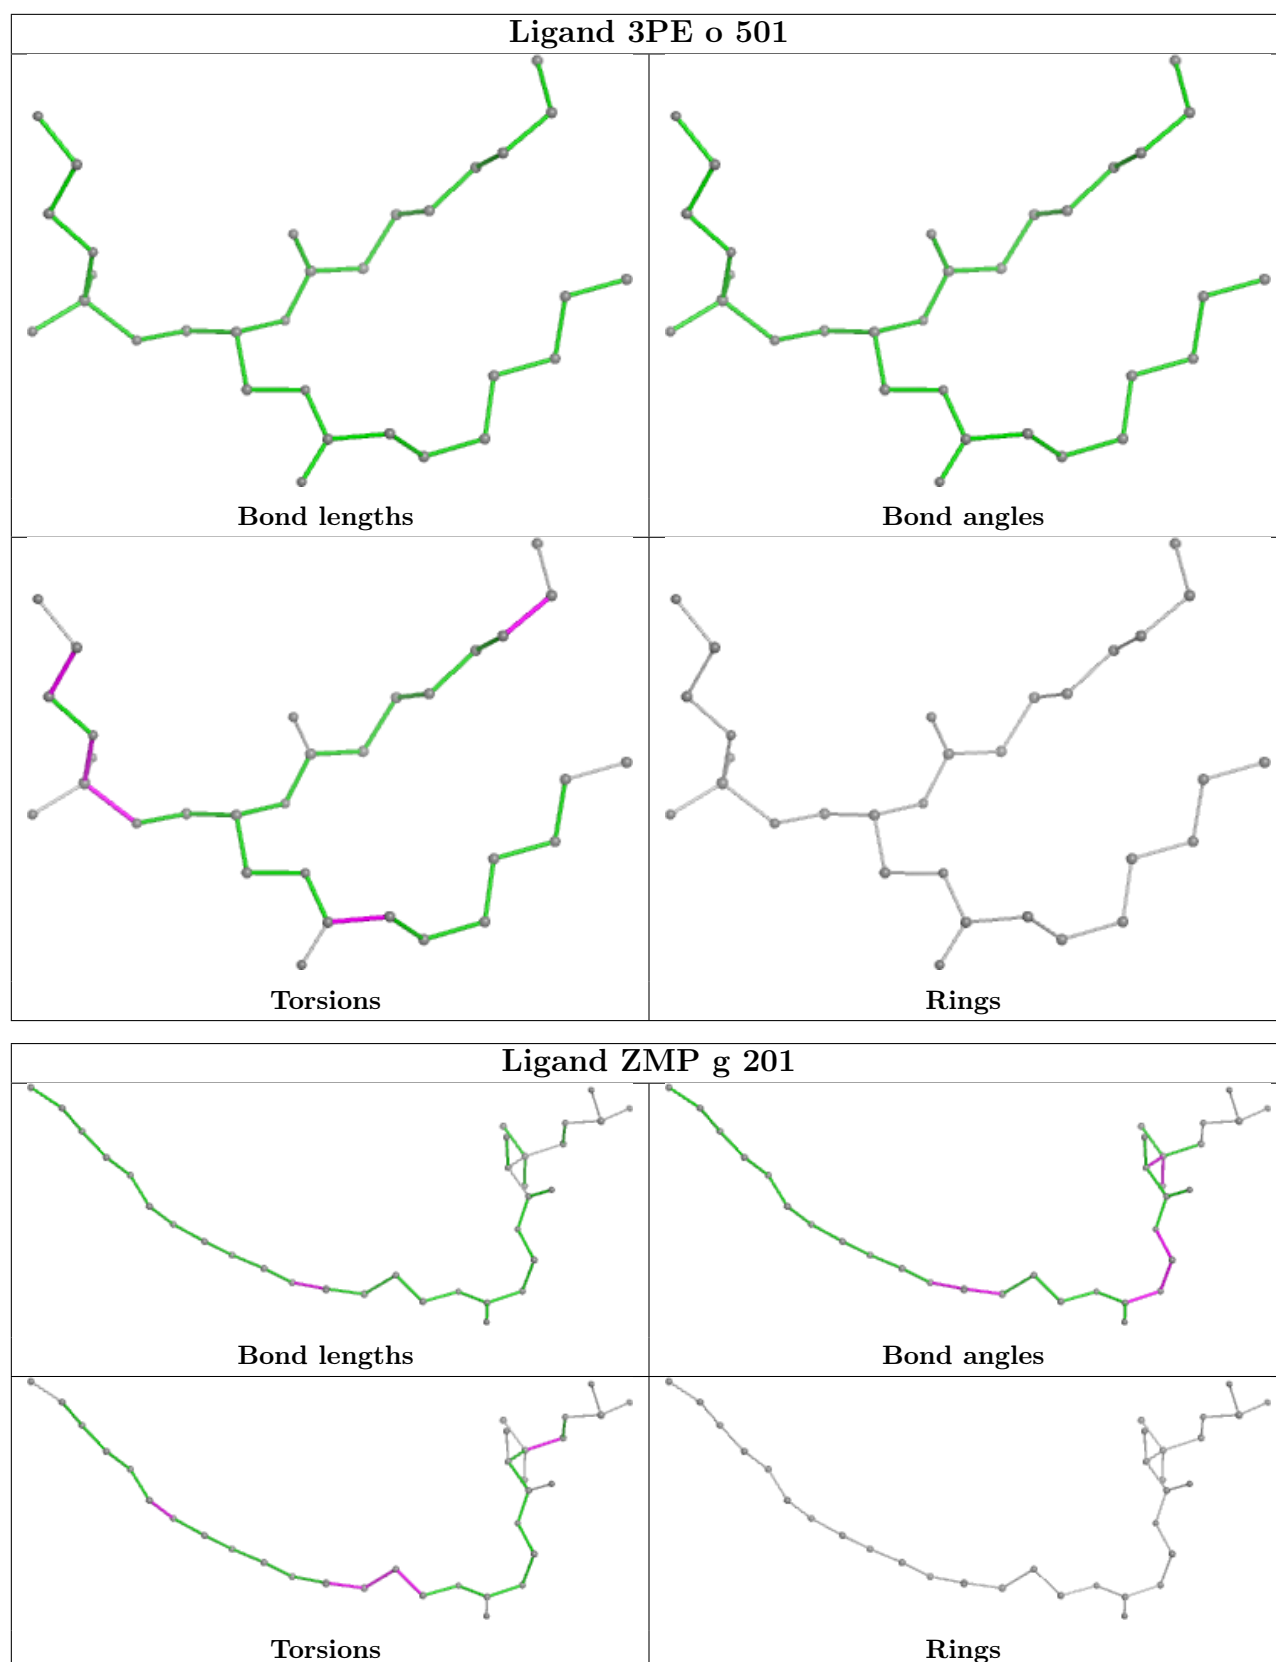 Ligand 3PE o 501
Bond lengths
Bond angles
Torsions
Rings
Ligand ZMP g 201
Bond lengths
Bond angles
Torsions
Rings